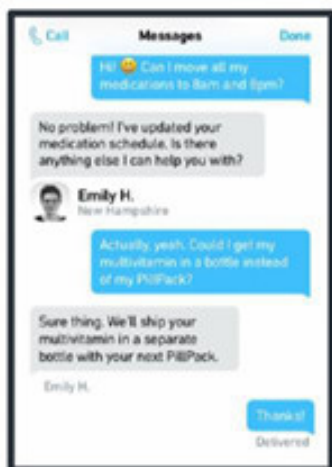 Call Messages Done
Hi! 😀 Can I move all my
medications to 8am and 8pm?
No problem! I've updated your
medication schedule. Is there
anything else I can help you with?
Emily H.
New Hampshire
Actually, yeah. Could I get my
multivitamin in a bottle instead
of my PillPack?
Sure thing. We'll ship your
multivitamin in a separate
bottle with your next PillPack.
Emily H.
Thanks!
Delivered